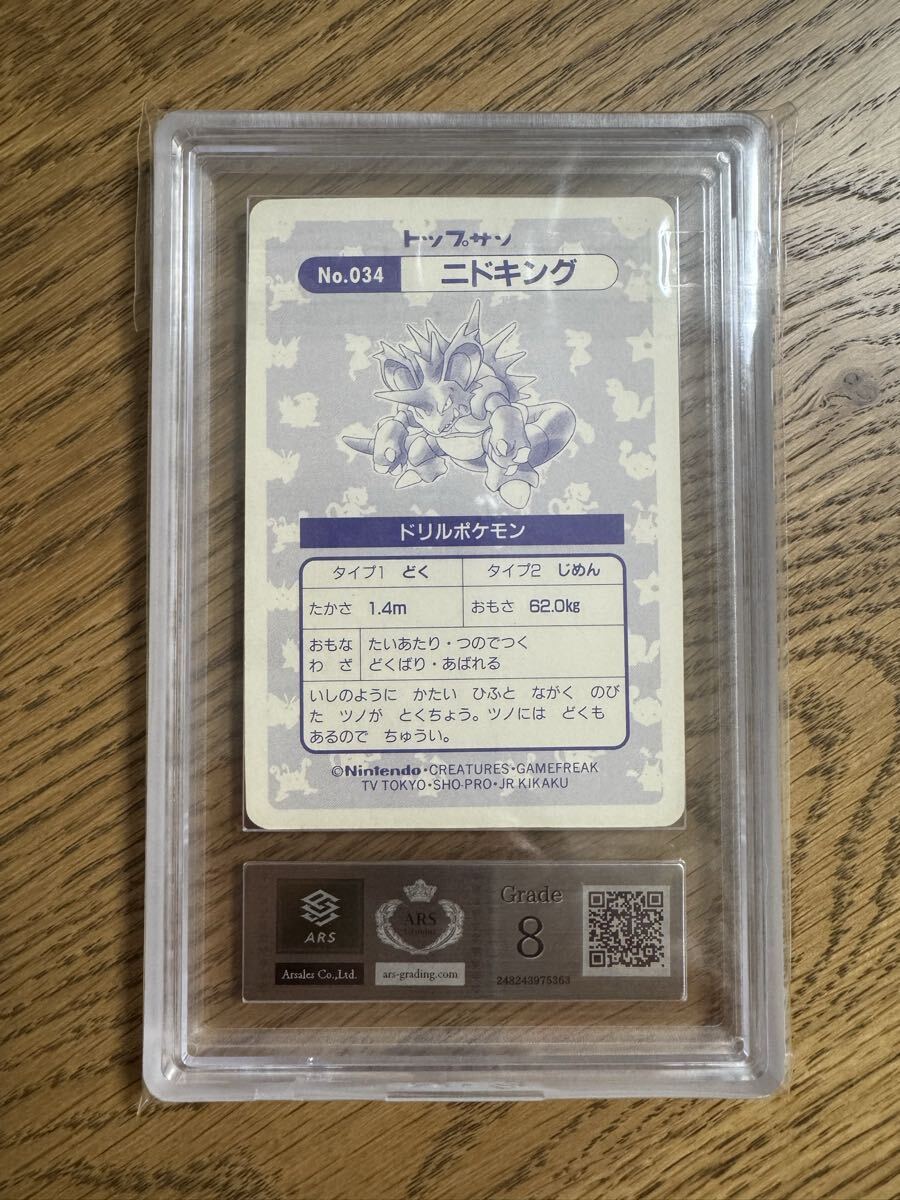 トップサン
No.034 ニドキング
ドリルポケモン
タイプ1 どく タイプ2 じめん
たかさ 1.4m おもさ 62.0kg
おもな たいあたり・つのでつく
わ ざ どくばり・あばれる
いしのように かたい ひふと ながく のび
た ツノが とくちょう。ツノには どくも
あるので ちゅうい。
©Nintendo・CREATURES・GAMEFREAK
TV TOKYO・SHO-PRO・JR KIKAKU
ARS
Arsales Co.,Ltd.
ARS
ars-grading.com
Grade
8
248243975363